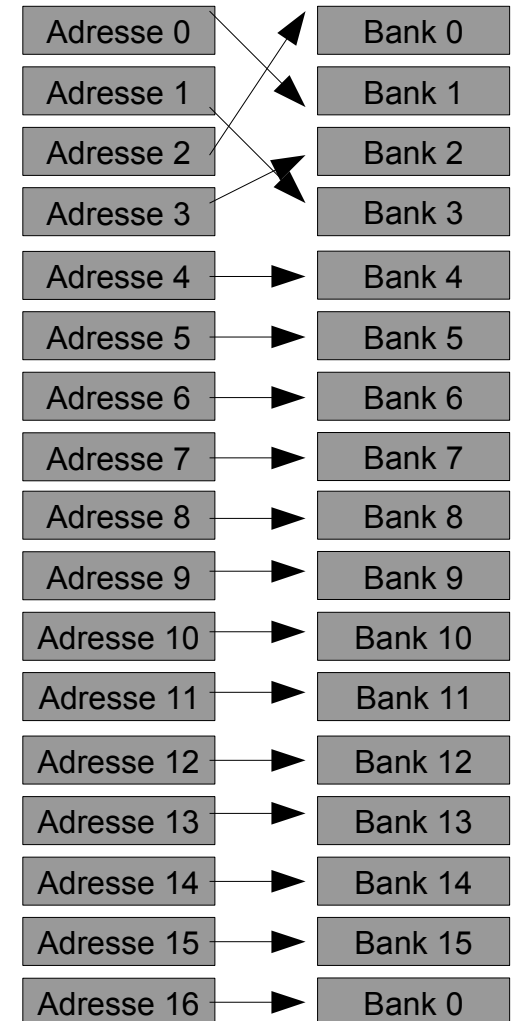 Adresse 0 Bank 0
Adresse 1 Bank 1
Adresse 2 Bank 2
Adresse 3 Bank 3
Adresse 4 Bank 4
Adresse 5 Bank 5
Adresse 6 Bank 6
Adresse 7 Bank 7
Adresse 8 Bank 8
Adresse 9 Bank 9
Adresse 10 Bank 10
Adresse 11 Bank 11
Adresse 12 Bank 12
Adresse 13 Bank 13
Adresse 14 Bank 14
Adresse 15 Bank 15
Adresse 16 Bank 0